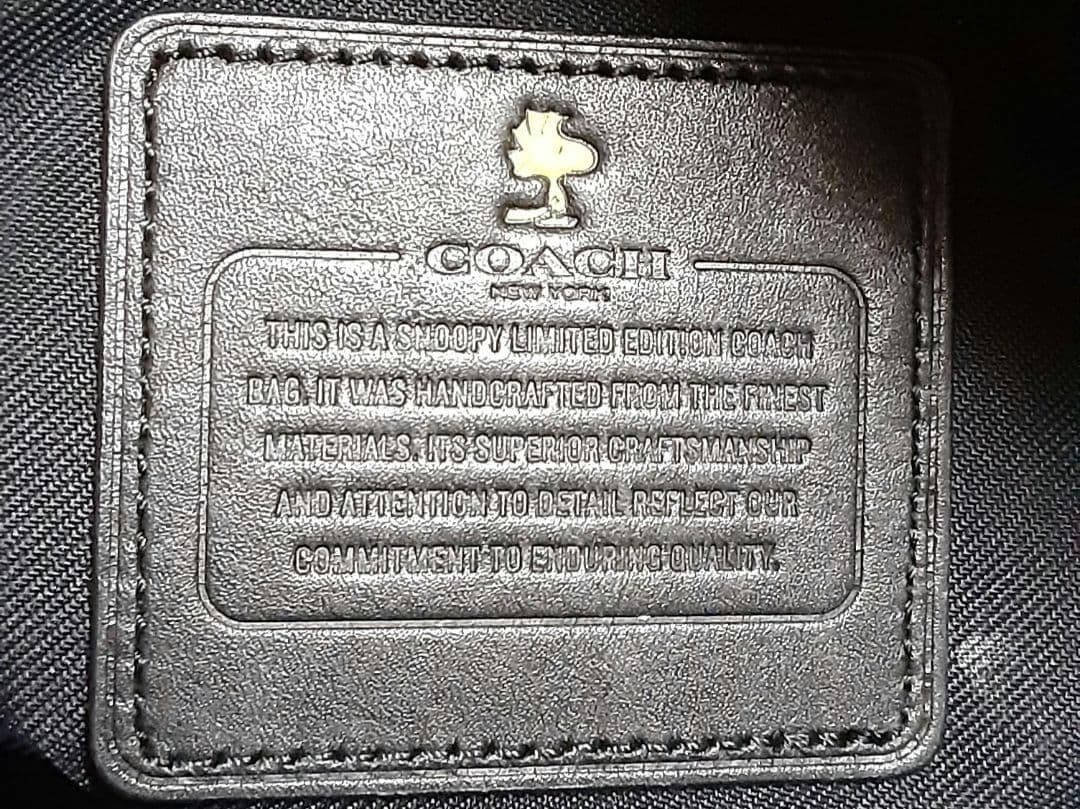 COACH
NEW YORK
THIS IS A SNOOPY LIMITED EDITION COACH
BAG. IT WAS HANDCRAFTED FROM THE FINEST
MATERIALS. ITS SUPERIOR CRAFTSMANSHIP
AND ATTENTION TO DETAIL REFLECT OUR
COMMITMENT TO ENDURING QUALITY.